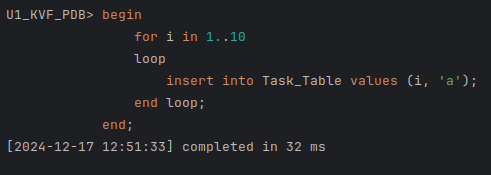 U1_KVF_PDB> begin
                for i in 1..10
                loop
                    insert into Task_Table values (i, 'a');
                end loop;
            end;
[2024-12-17 12:51:33] completed in 32 ms